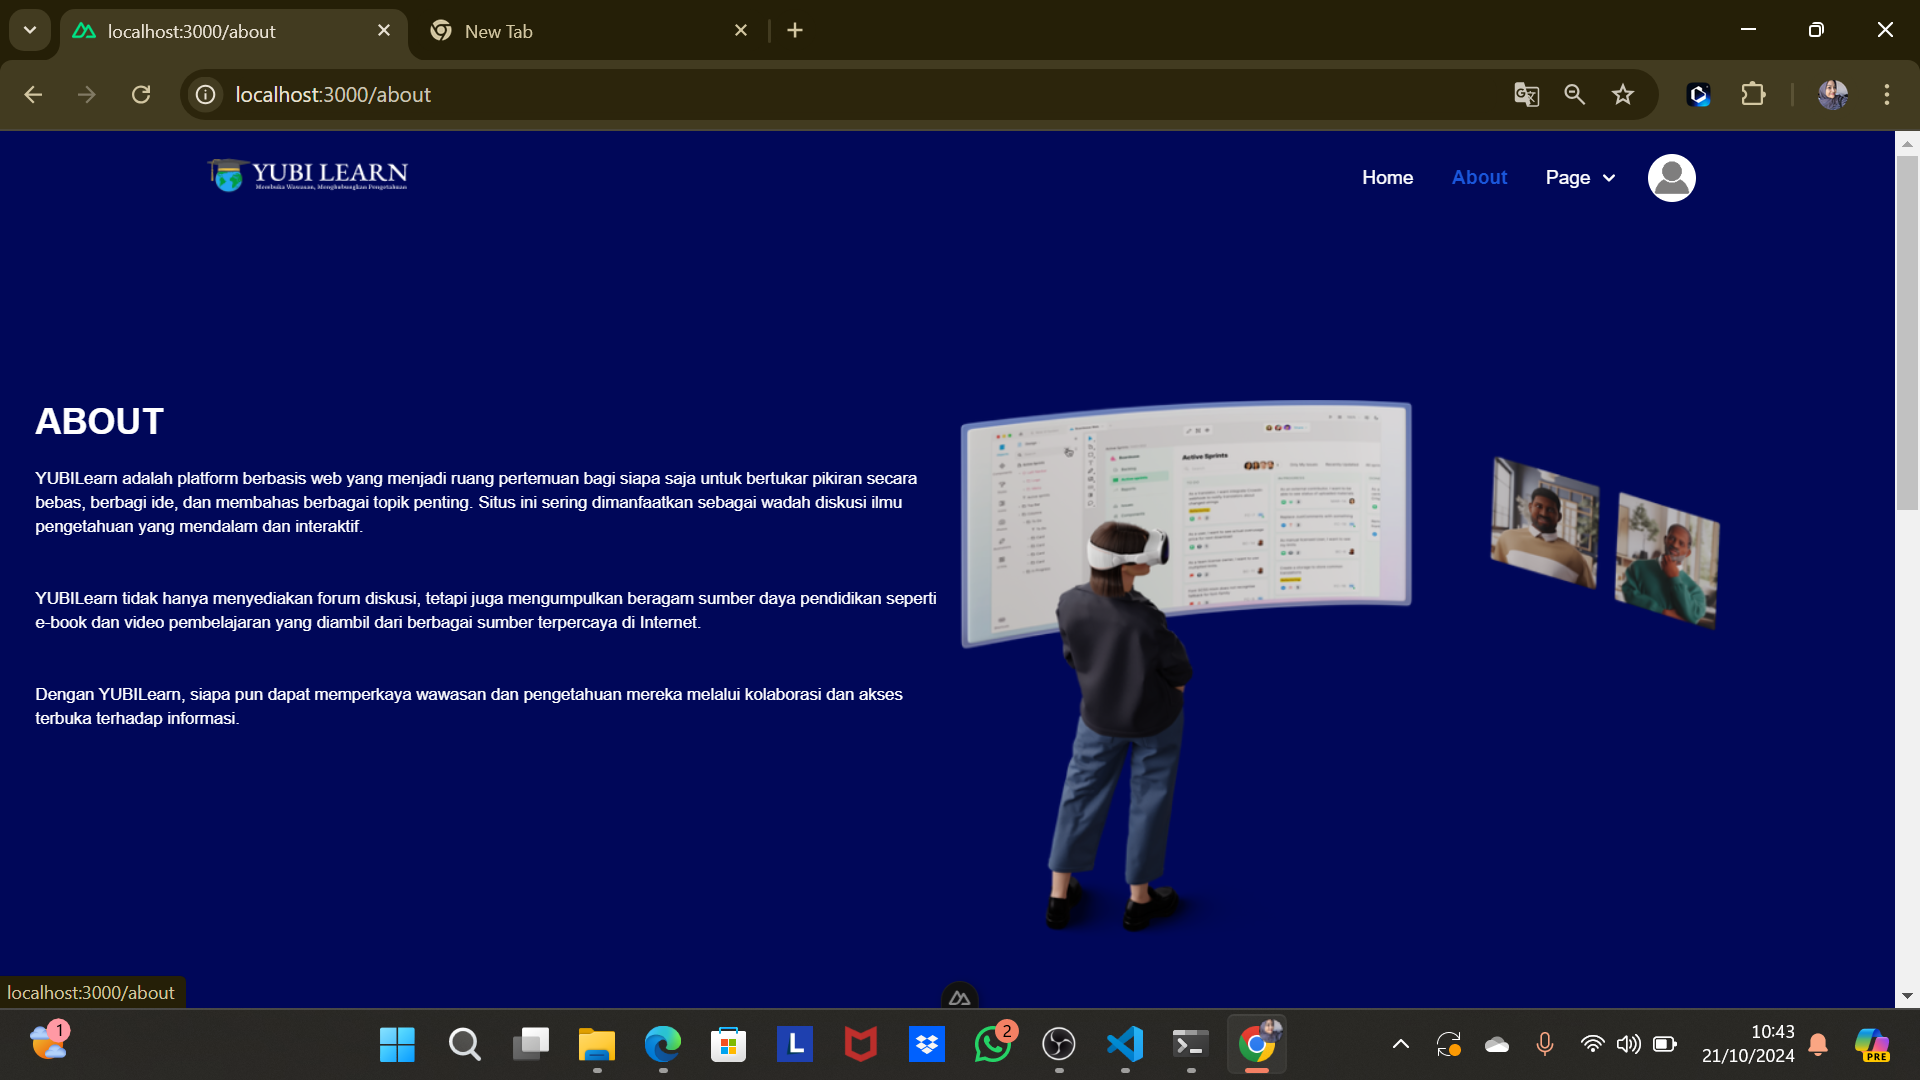 localhost:3000/about
New Tab
localhost:3000/about
YUBI LEARN
Membuka Wawasan, Menghubungkan Pengetahuan
Home
About
Page
ABOUT
YUBILearn adalah platform berbasis web yang menjadi ruang pertemuan bagi siapa saja untuk bertukar pikiran secara
bebas, berbagi ide, dan membahas berbagai topik penting. Situs ini sering dimanfaatkan sebagai wadah diskusi ilmu
pengetahuan yang mendalam dan interaktif.
YUBILearn tidak hanya menyediakan forum diskusi, tetapi juga mengumpulkan beragam sumber daya pendidikan seperti
e-book dan video pembelajaran yang diambil dari berbagai sumber terpercaya di Internet.
Dengan YUBILearn, siapa pun dapat memperkaya wawasan dan pengetahuan mereka melalui kolaborasi dan akses
terbuka terhadap informasi.
Active Sprints
localhost:3000/about
1
L
2
10:43
21/10/2024
PRE